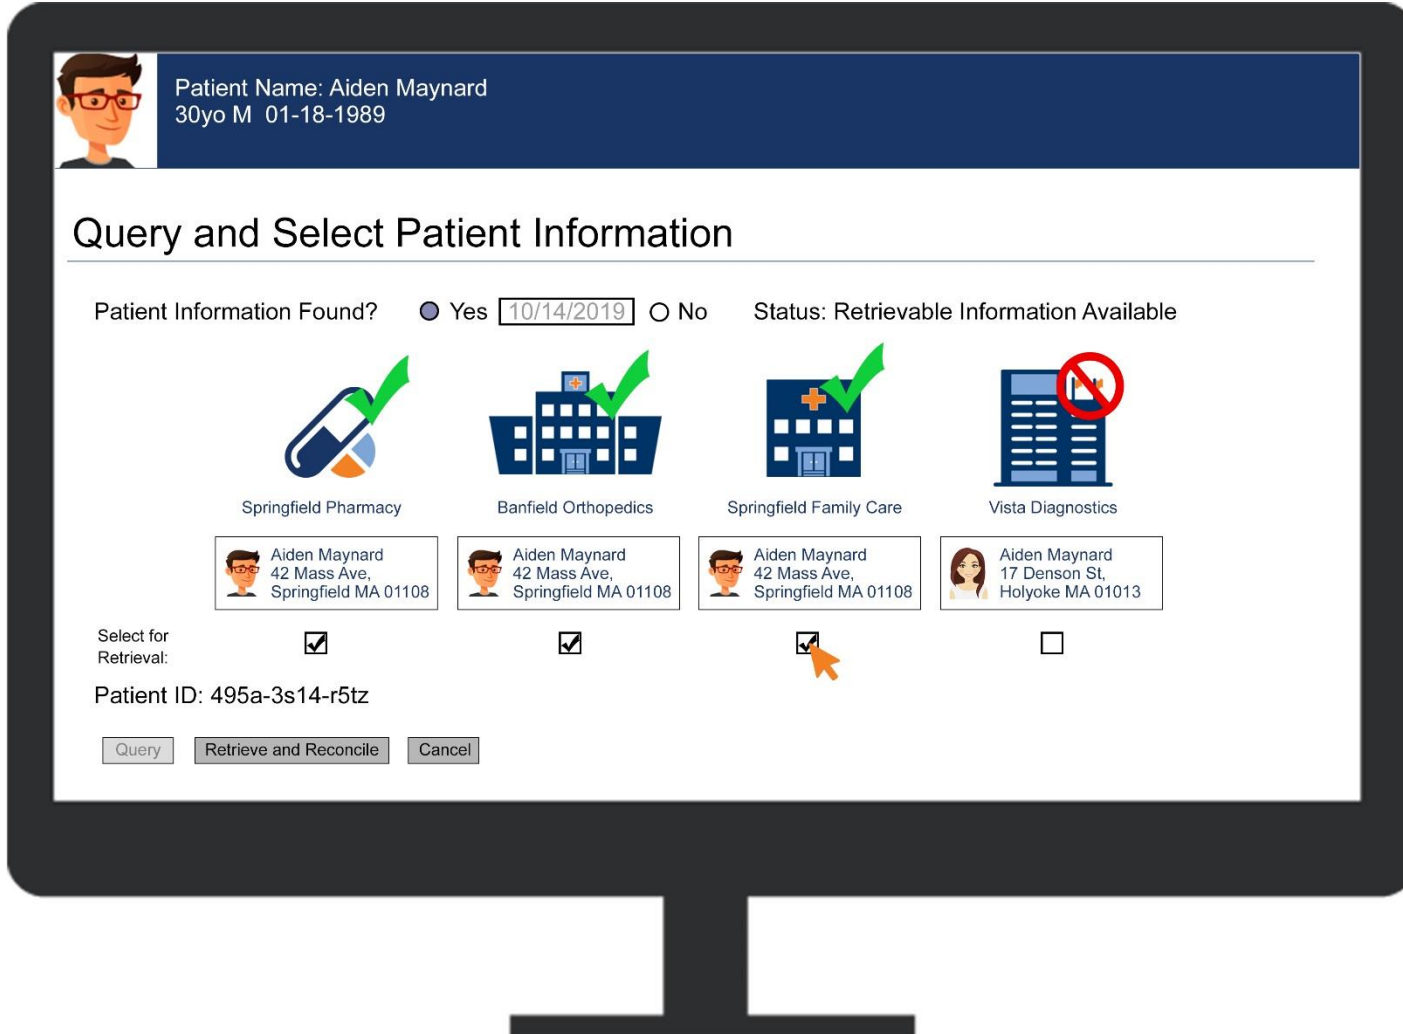 Patient Name: Aiden Maynard
30yo M 01-18-1989
Query and Select Patient Information
Patient Information Found? Yes 10/14/2019 No Status: Retrievable Information Available
Springfield Pharmacy
Banfield Orthopedics
Springfield Family Care
Vista Diagnostics
Aiden Maynard
42 Mass Ave,
Springfield MA 01108
Aiden Maynard
42 Mass Ave,
Springfield MA 01108
Aiden Maynard
42 Mass Ave,
Springfield MA 01108
Aiden Maynard
17 Denson St,
Holyoke MA 01013
Select for
Retrieval:
Patient ID: 495a-3s14-r5tz
Query Retrieve and Reconcile Cancel